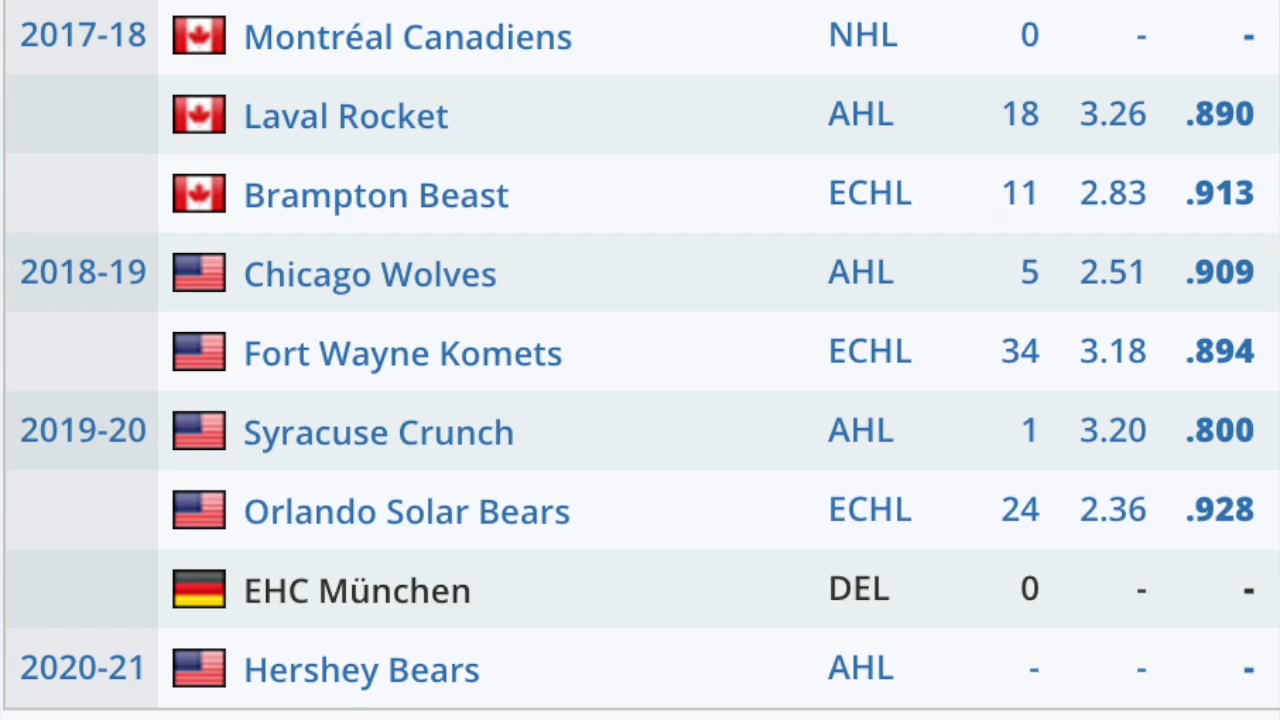 2017-18 Montréal Canadiens NHL 0 - -
Laval Rocket AHL 18 3.26 .890
Brampton Beast ECHL 11 2.83 .913
2018-19 Chicago Wolves AHL 5 2.51 .909
Fort Wayne Komets ECHL 34 3.18 .894
2019-20 Syracuse Crunch AHL 1 3.20 .800
Orlando Solar Bears ECHL 24 2.36 .928
EHC München DEL 0 - -
2020-21 Hershey Bears AHL - - -